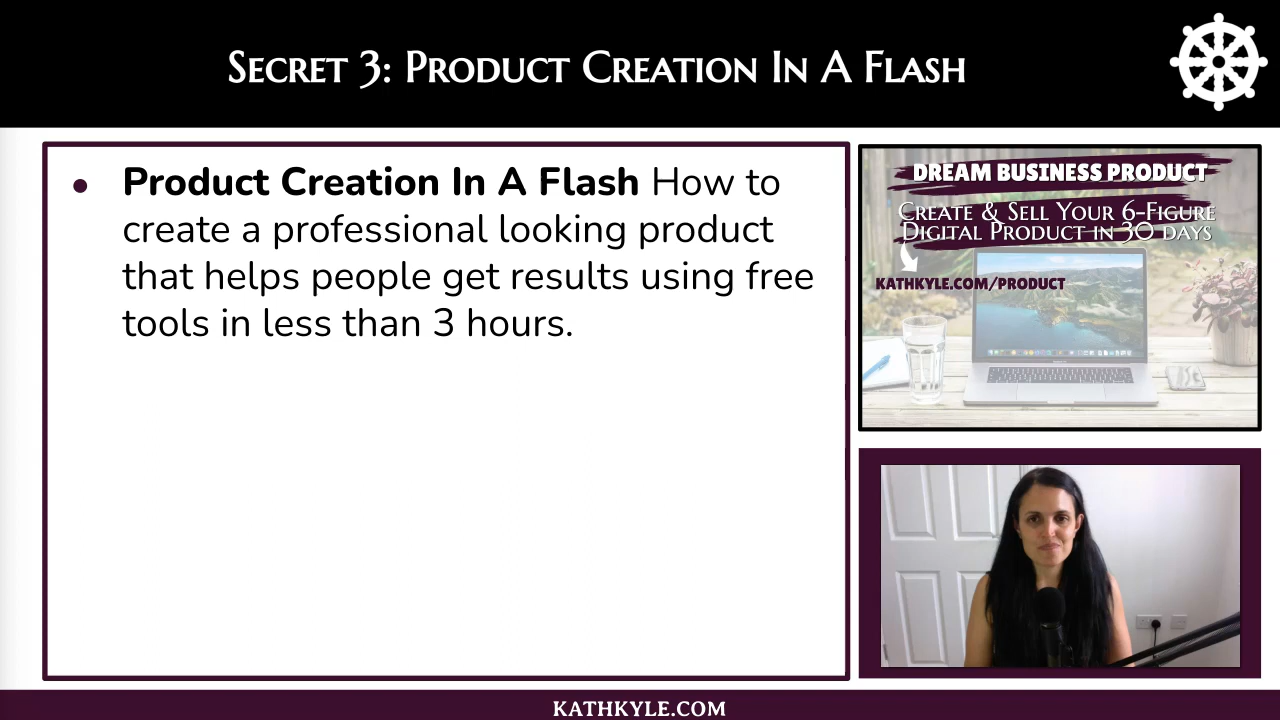 Secret 3: Product Creation In A Flash
• Product Creation In A Flash How to
create a professional looking product
that helps people get results using free
tools in less than 3 hours.
DREAM BUSINESS PRODUCT
Create & Sell Your 6-Figure
Digital Product in 30 days
KATHKYLE.COM/PRODUCT
KATHKYLE.COM